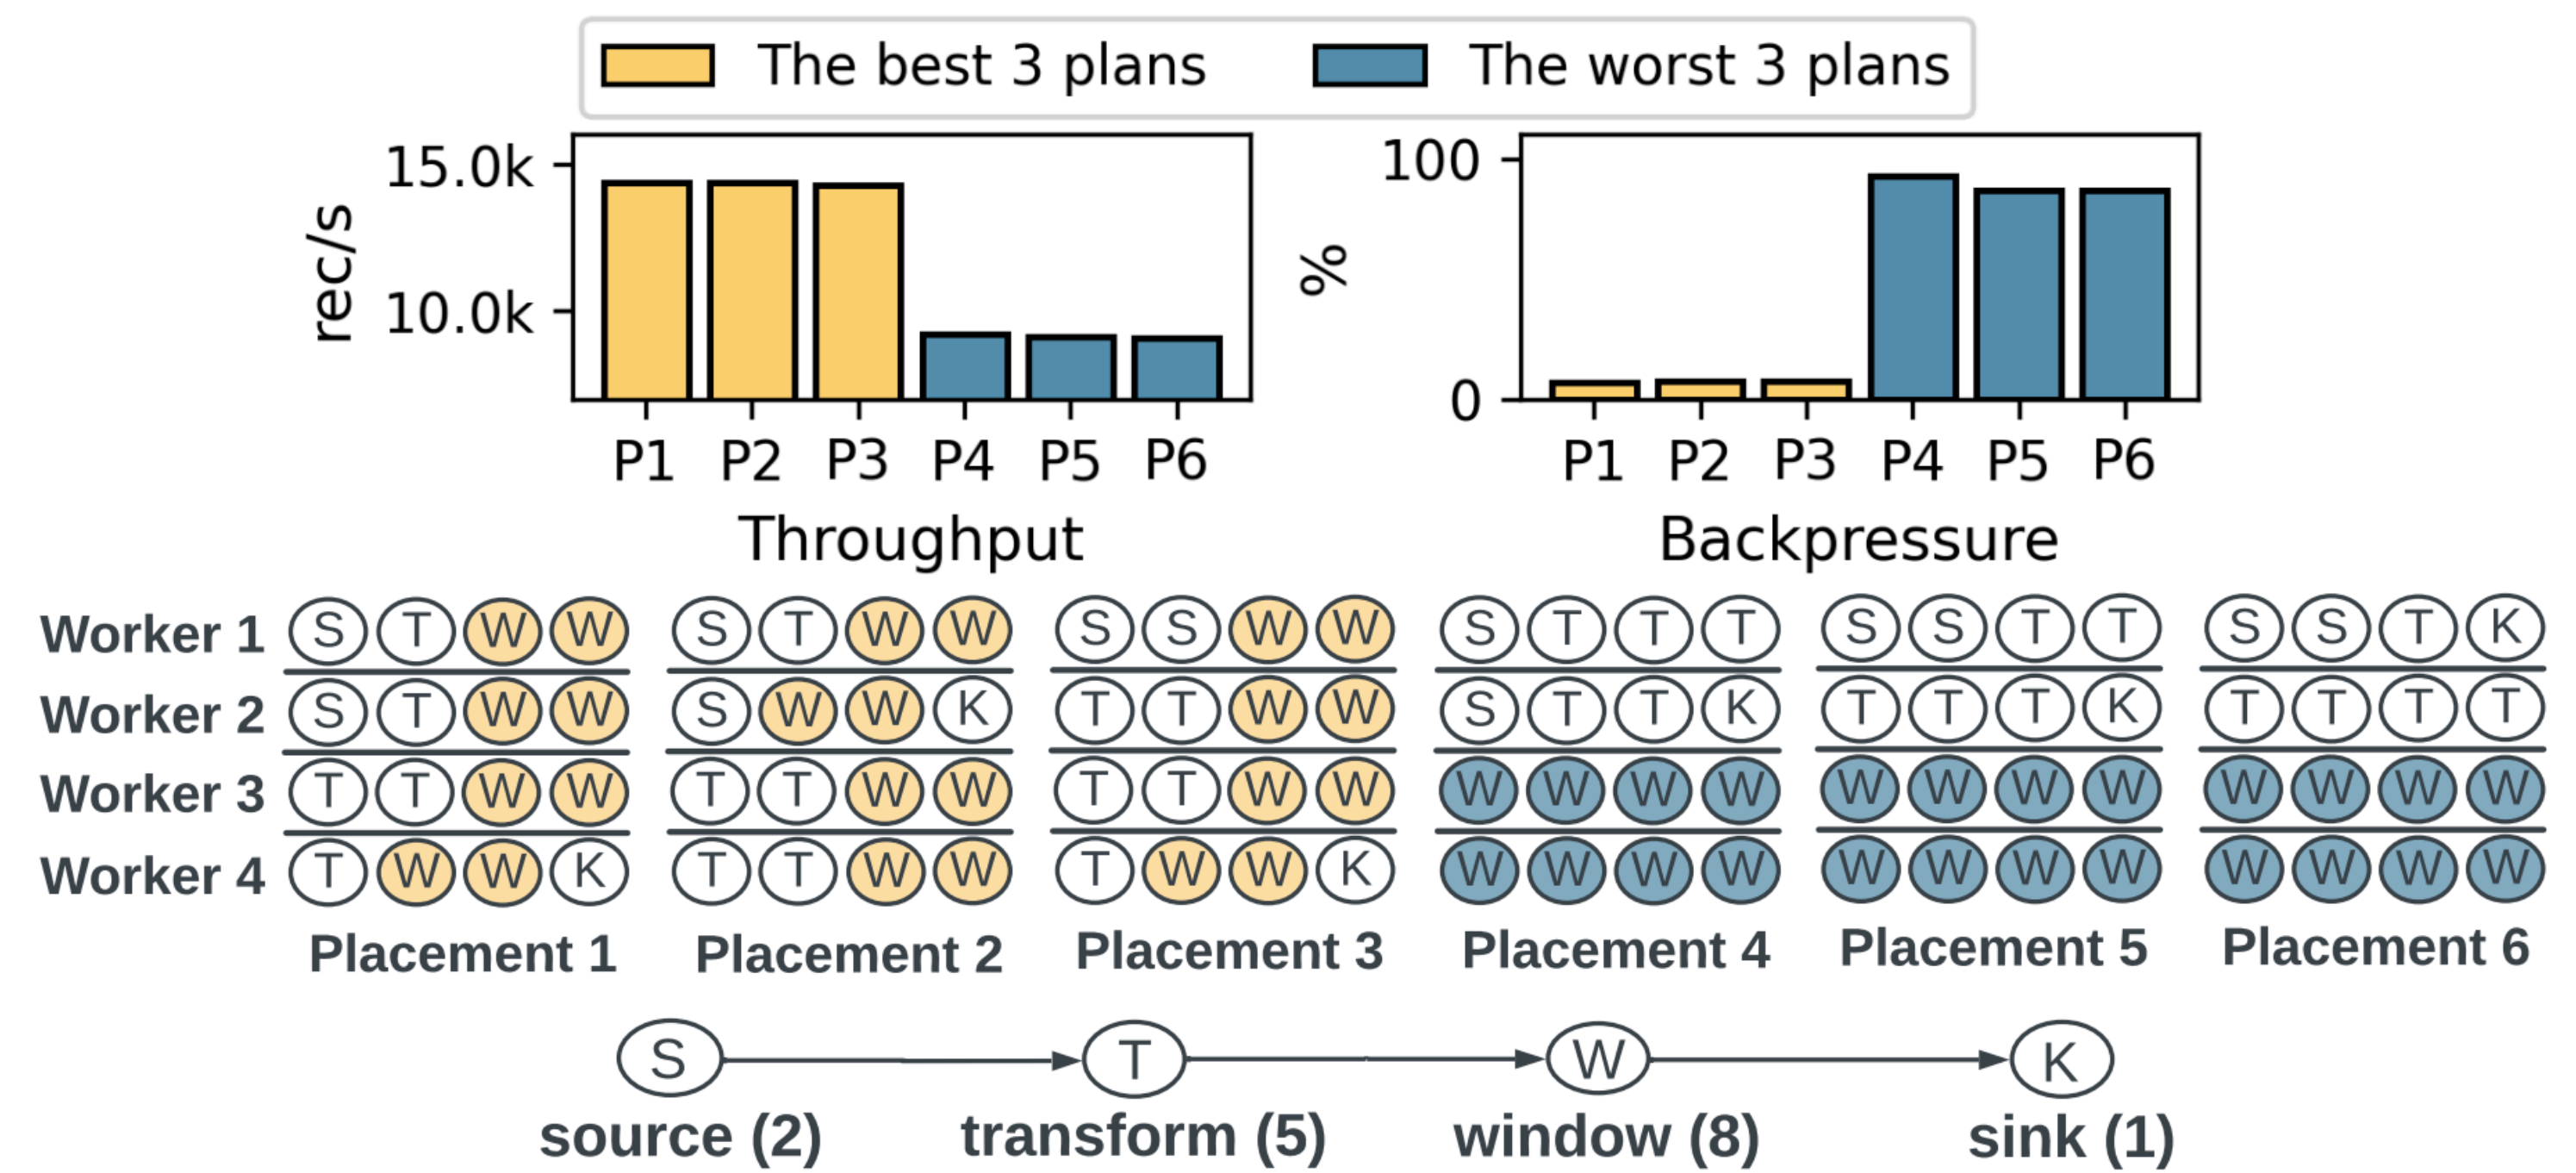 The best 3 plans The worst 3 plans
15.0k
10.0k
rec/s
P1 P2 P3 P4 P5 P6
Throughput
100
0
%
P1 P2 P3 P4 P5 P6
Backpressure
Worker 1 S T W W S T W W S S W W S T T T S S T T S S T K
Worker 2 S T W W S W W K T T W W S T T K T T T K T T T T
Worker 3 T T W W T T W W T T W W W W W W W W W W W W W W
Worker 4 T W W K T T W W T W W K W W W W W W W W W W W W
Placement 1 Placement 2 Placement 3 Placement 4 Placement 5 Placement 6
S T W K
source (2) transform (5) window (8) sink (1)